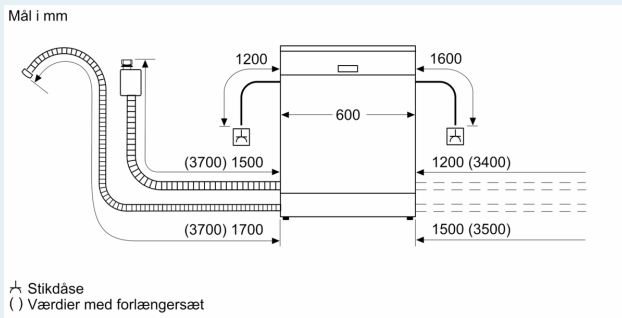 Mål i mm
1200
1600
600
(3700) 1500
1200 (3400)
(3700) 1700
1500 (3500)
Stikdåse
( ) Værdier med forlængersæt